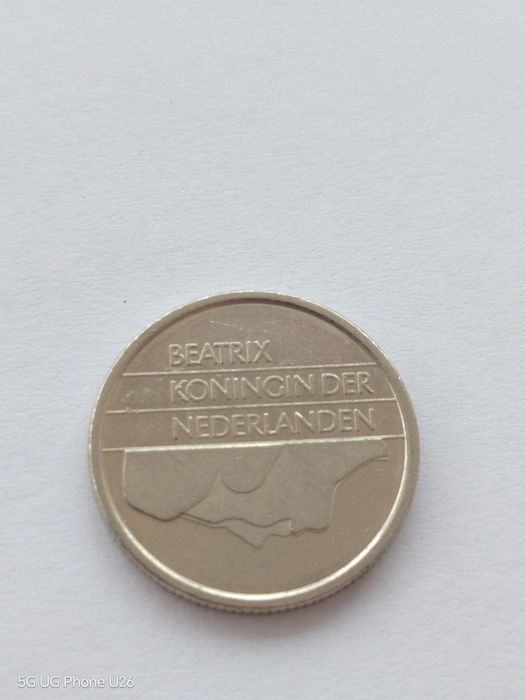 BEATRIX
KONINGIN DER
NEDERLANDEN
5G UG Phone U26